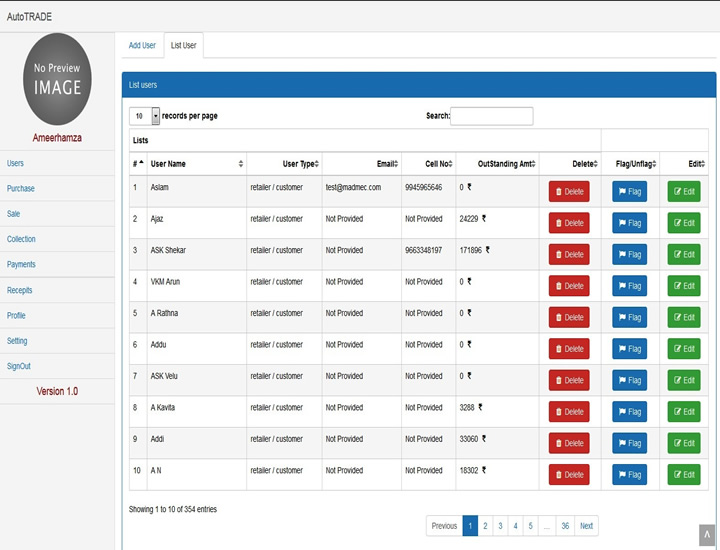 AutoTRADE
No Preview
IMAGE
Ameerhamza
Users
Purchase
Sale
Collection
Payments
Recepits
Profile
Setting
SignOut
Version 1.0
Add User List User
List users
10 records per page Search:
Lists
# User Name User Type Email Cell No OutStanding Amt Delete Flag/Unflag Edit
1 Aslam retailer / customer test@madmec.com 9945965646 0 ₹ Delete Flag Edit
2 Ajaz retailer / customer Not Provided Not Provided 24229 ₹ Delete Flag Edit
3 ASK Shekar retailer / customer Not Provided 9663348197 171896 ₹ Delete Flag Edit
4 VKM Arun retailer / customer Not Provided Not Provided 0 ₹ Delete Flag Edit
5 A Rathna retailer / customer Not Provided Not Provided 0 ₹ Delete Flag Edit
6 Addu retailer / customer Not Provided Not Provided 0 ₹ Delete Flag Edit
7 ASK Velu retailer / customer Not Provided Not Provided 0 ₹ Delete Flag Edit
8 A Kavita retailer / customer Not Provided Not Provided 3288 ₹ Delete Flag Edit
9 Addi retailer / customer Not Provided Not Provided 33060 ₹ Delete Flag Edit
10 A N retailer / customer Not Provided Not Provided 18302 ₹ Delete Flag Edit
Showing 1 to 10 of 354 entries
Previous 1 2 3 4 5 ... 36 Next